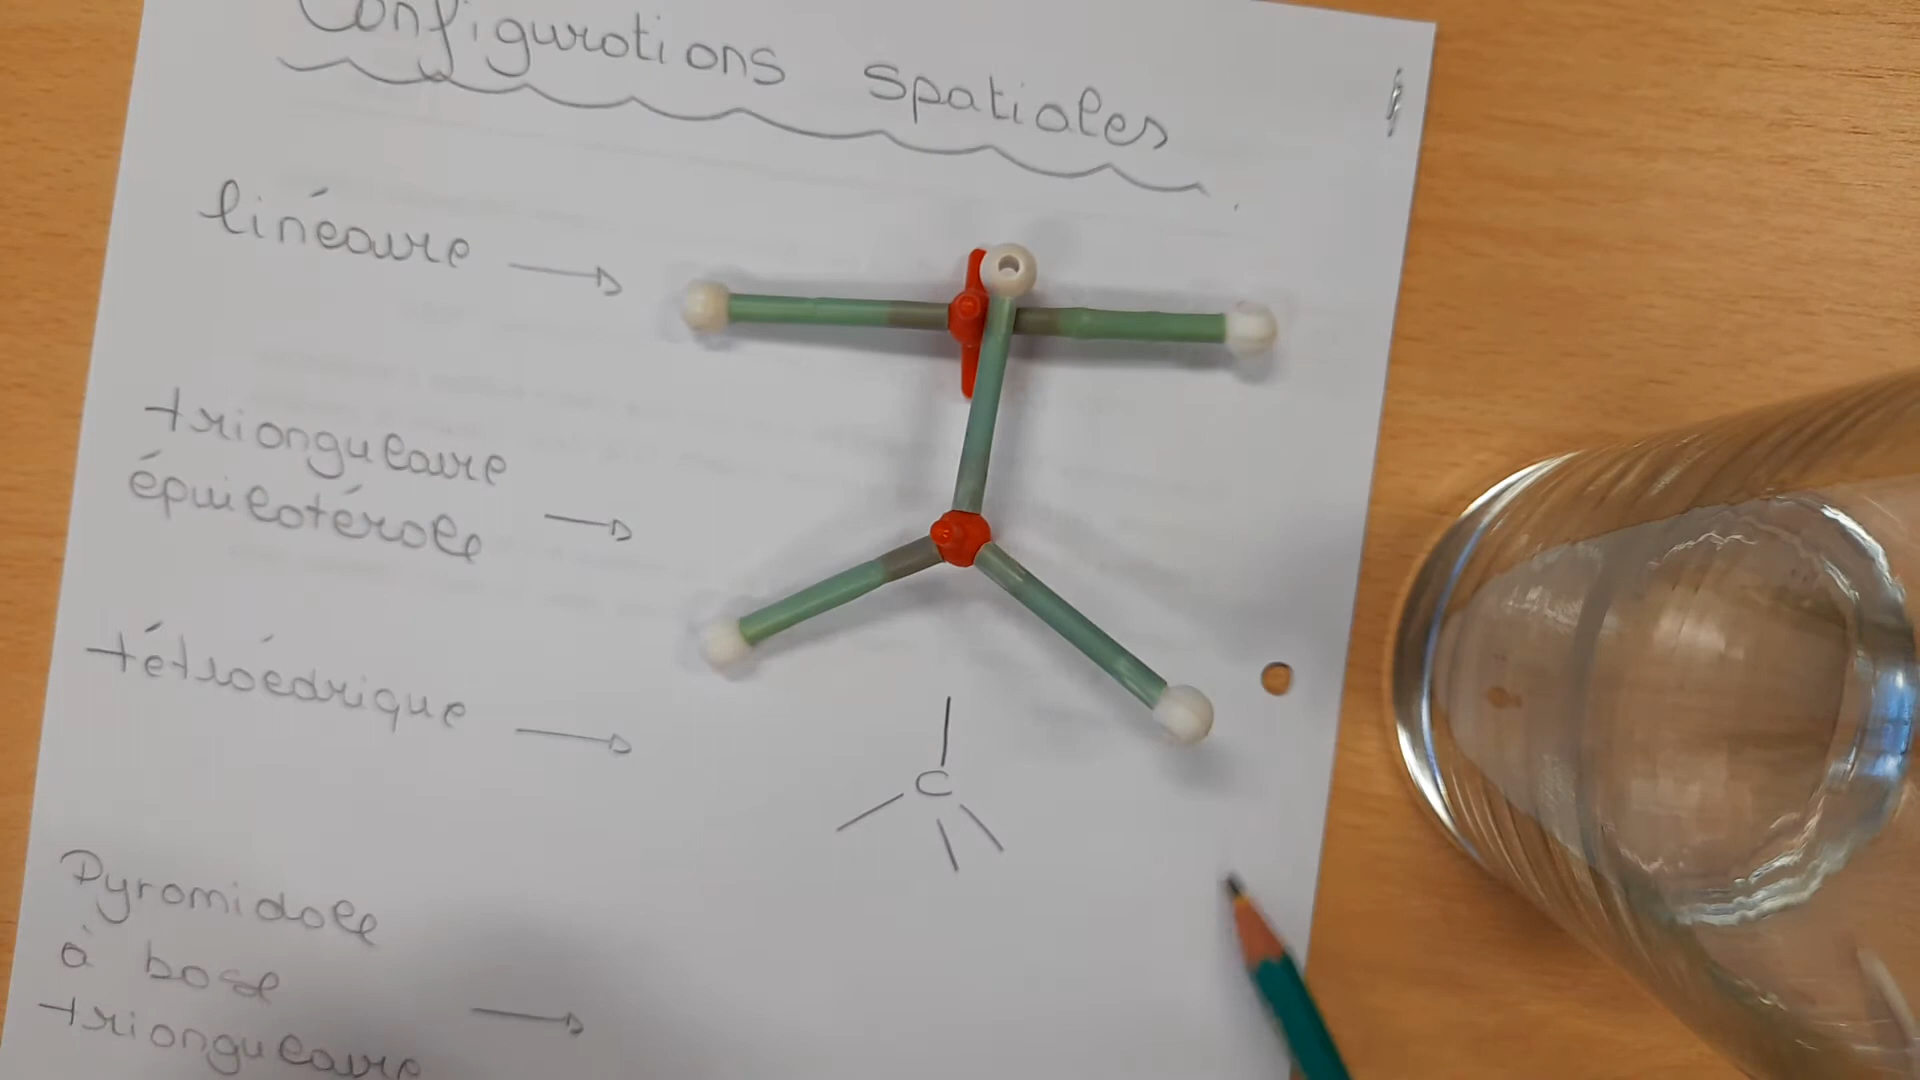 Configurations spatiales
linéaire
triangulaire
équilatérale
tétraédrique
C
Pyramidale
à base
triangulaire